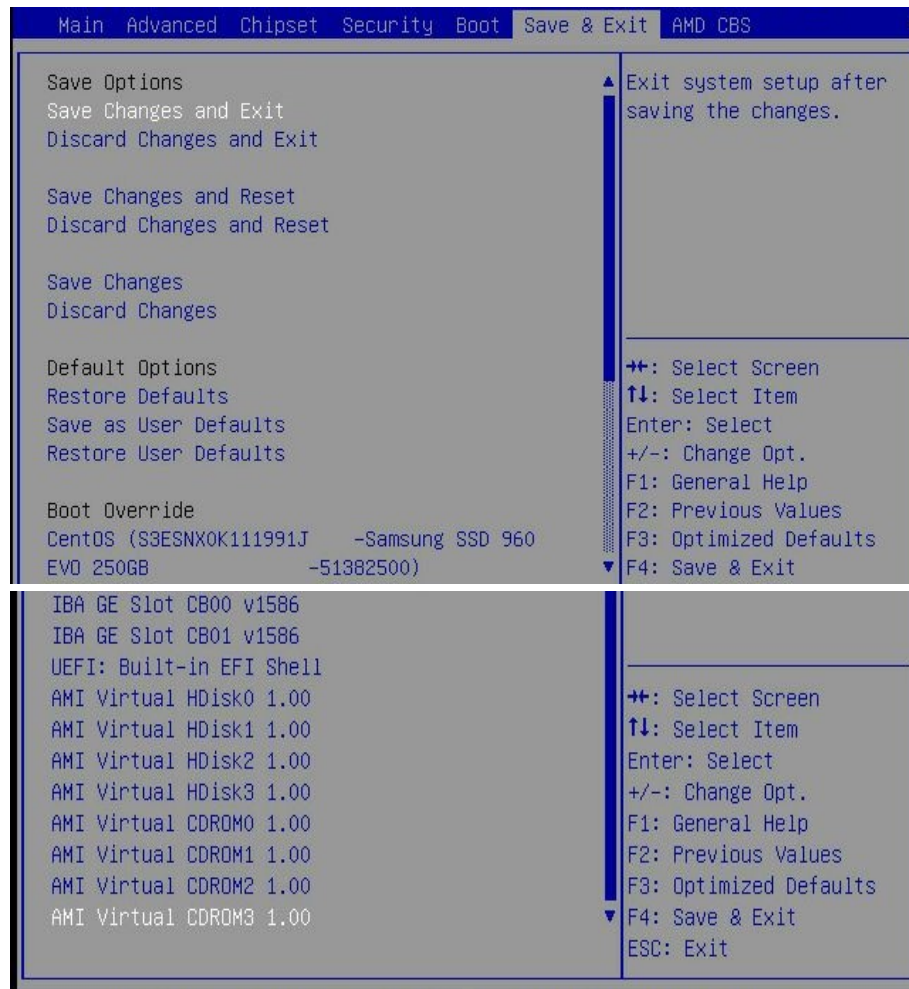 Main Advanced Chipset Security Boot Save & Exit AMD CBS
Save Options
Save Changes and Exit
Discard Changes and Exit
Save Changes and Reset
Discard Changes and Reset
Save Changes
Discard Changes
Default Options
Restore Defaults
Save as User Defaults
Restore User Defaults
Boot Override
CentOS (S3ESNX0K111991J -Samsung SSD 960
EVO 250GB -51382500)
Exit system setup after
saving the changes.
→←: Select Screen
↑↓: Select Item
Enter: Select
+/-: Change Opt.
F1: General Help
F2: Previous Values
F3: Optimized Defaults
F4: Save & Exit
IBA GE Slot CB00 v1586
IBA GE Slot CB01 v1586
UEFI: Built-in EFI Shell
AMI Virtual HDisk0 1.00
AMI Virtual HDisk1 1.00
AMI Virtual HDisk2 1.00
AMI Virtual HDisk3 1.00
AMI Virtual CDROM0 1.00
AMI Virtual CDROM1 1.00
AMI Virtual CDROM2 1.00
AMI Virtual CDROM3 1.00
→←: Select Screen
↑↓: Select Item
Enter: Select
+/-: Change Opt.
F1: General Help
F2: Previous Values
F3: Optimized Defaults
F4: Save & Exit
ESC: Exit